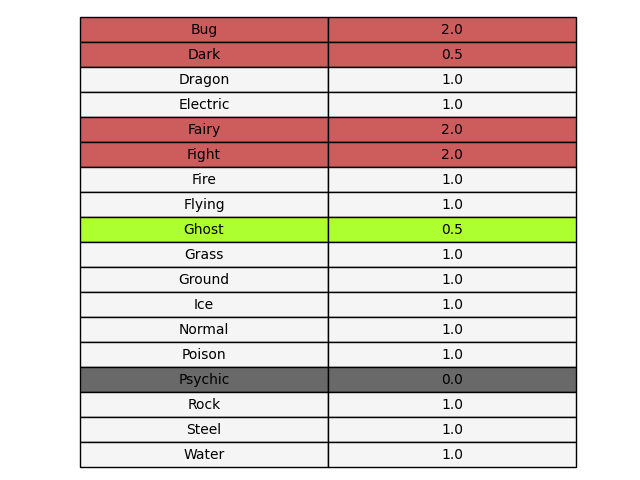 Bug 2.0
Dark 0.5
Dragon 1.0
Electric 1.0
Fairy 2.0
Fight 2.0
Fire 1.0
Flying 1.0
Ghost 0.5
Grass 1.0
Ground 1.0
Ice 1.0
Normal 1.0
Poison 1.0
Psychic 0.0
Rock 1.0
Steel 1.0
Water 1.0